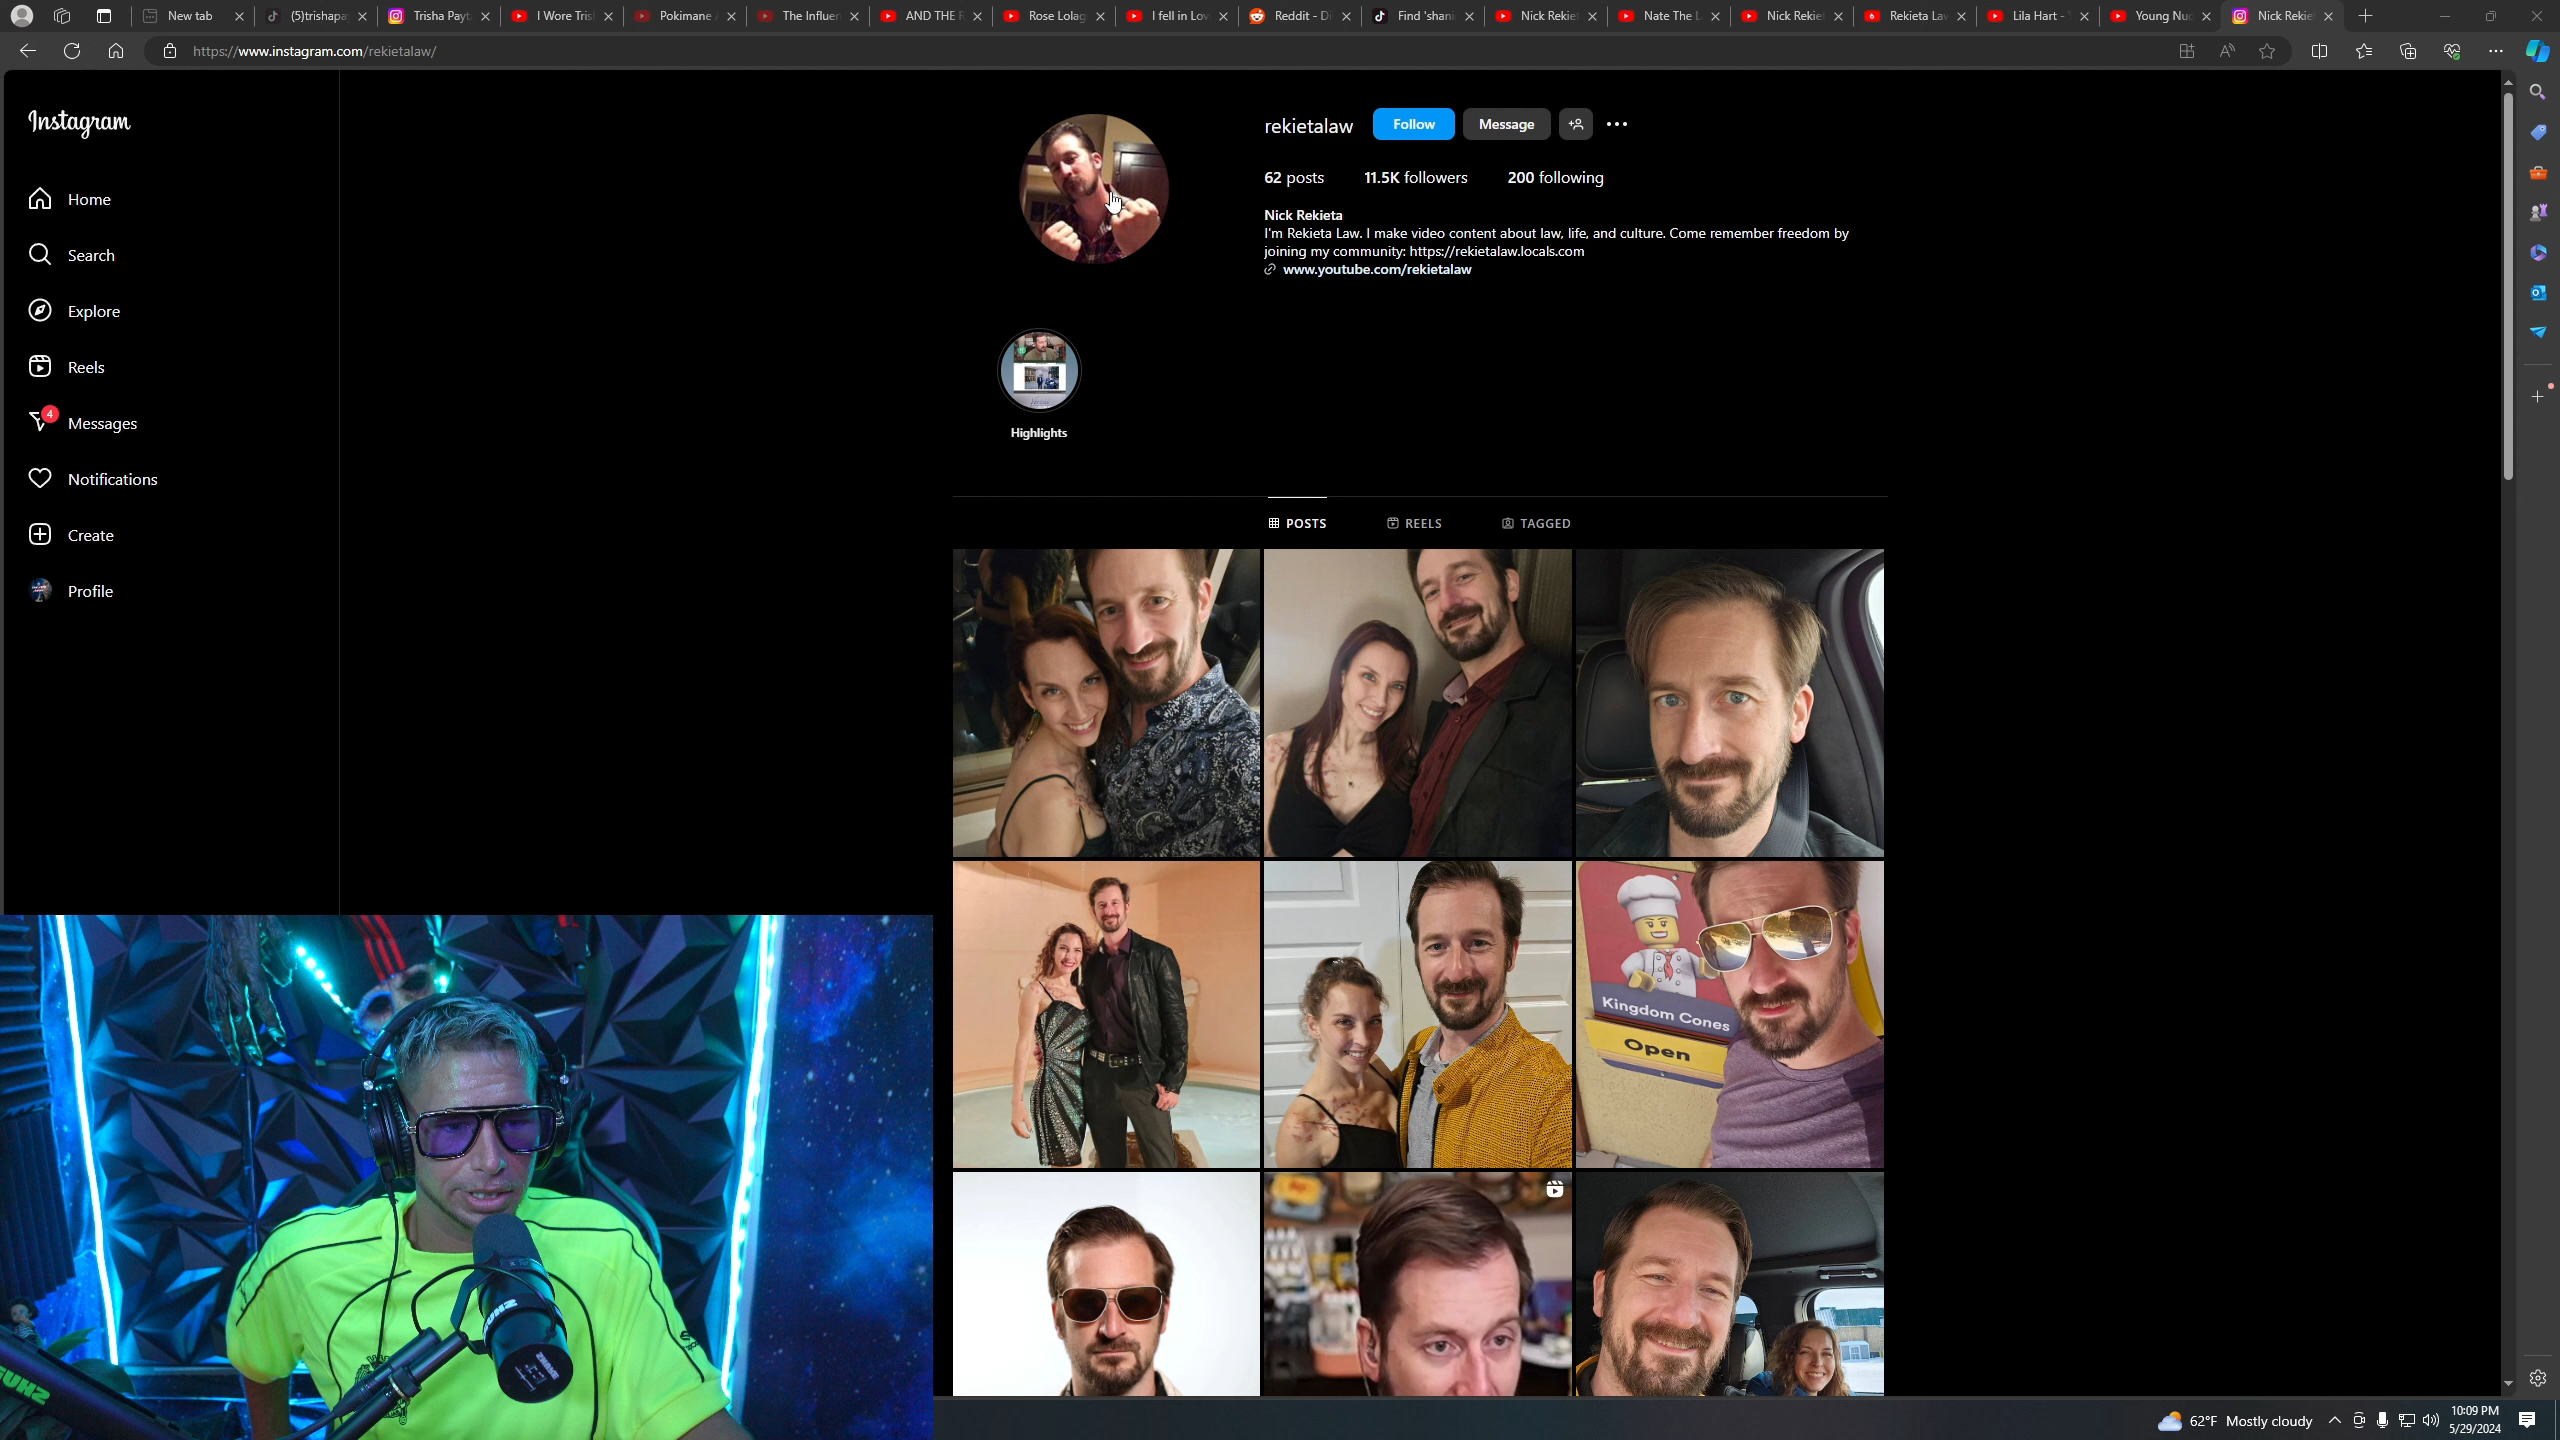 New tab
(5)trishapa
Trisha Payt
I Wore Tris
Pokimane
The Influen
AND THE
Rose Lolag
I fell in Lov
Reddit - Di
Find 'shani
Nick Rekie
Nate The L
Nick Rekie
Rekieta Law
Lila Hart -
Young Nuc
Nick Rekie
https://www.instagram.com/rekietalaw/
Instagram
Home
Search
Explore
Reels
4
Messages
Notifications
Create
Profile
rekietalaw
Follow
Message
62 posts
11.5K followers
200 following
Nick Rekieta
I'm Rekieta Law. I make video content about law, life, and culture. Come remember freedom by
joining my community: https://rekietalaw.locals.com
www.youtube.com/rekietalaw
Highlights
POSTS
REELS
TAGGED
Kingdom Cones
Open
62°F Mostly cloudy
10:09 PM
5/29/2024